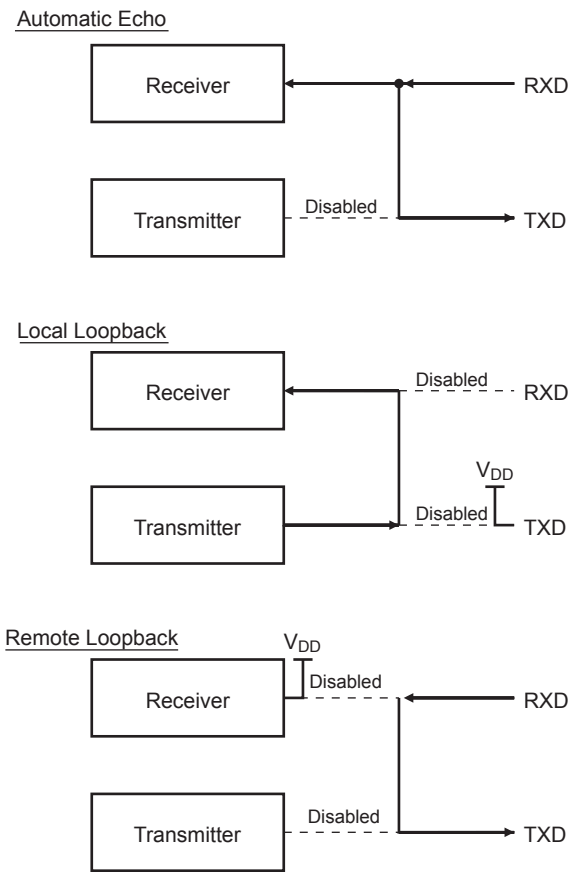 Automatic Echo
Receiver
RXD
Transmitter
Disabled
TXD
Local Loopback
Receiver
Disabled
RXD
VDD
Transmitter
Disabled
TXD
Remote Loopback
VDD
Receiver
Disabled
RXD
Transmitter
Disabled
TXD